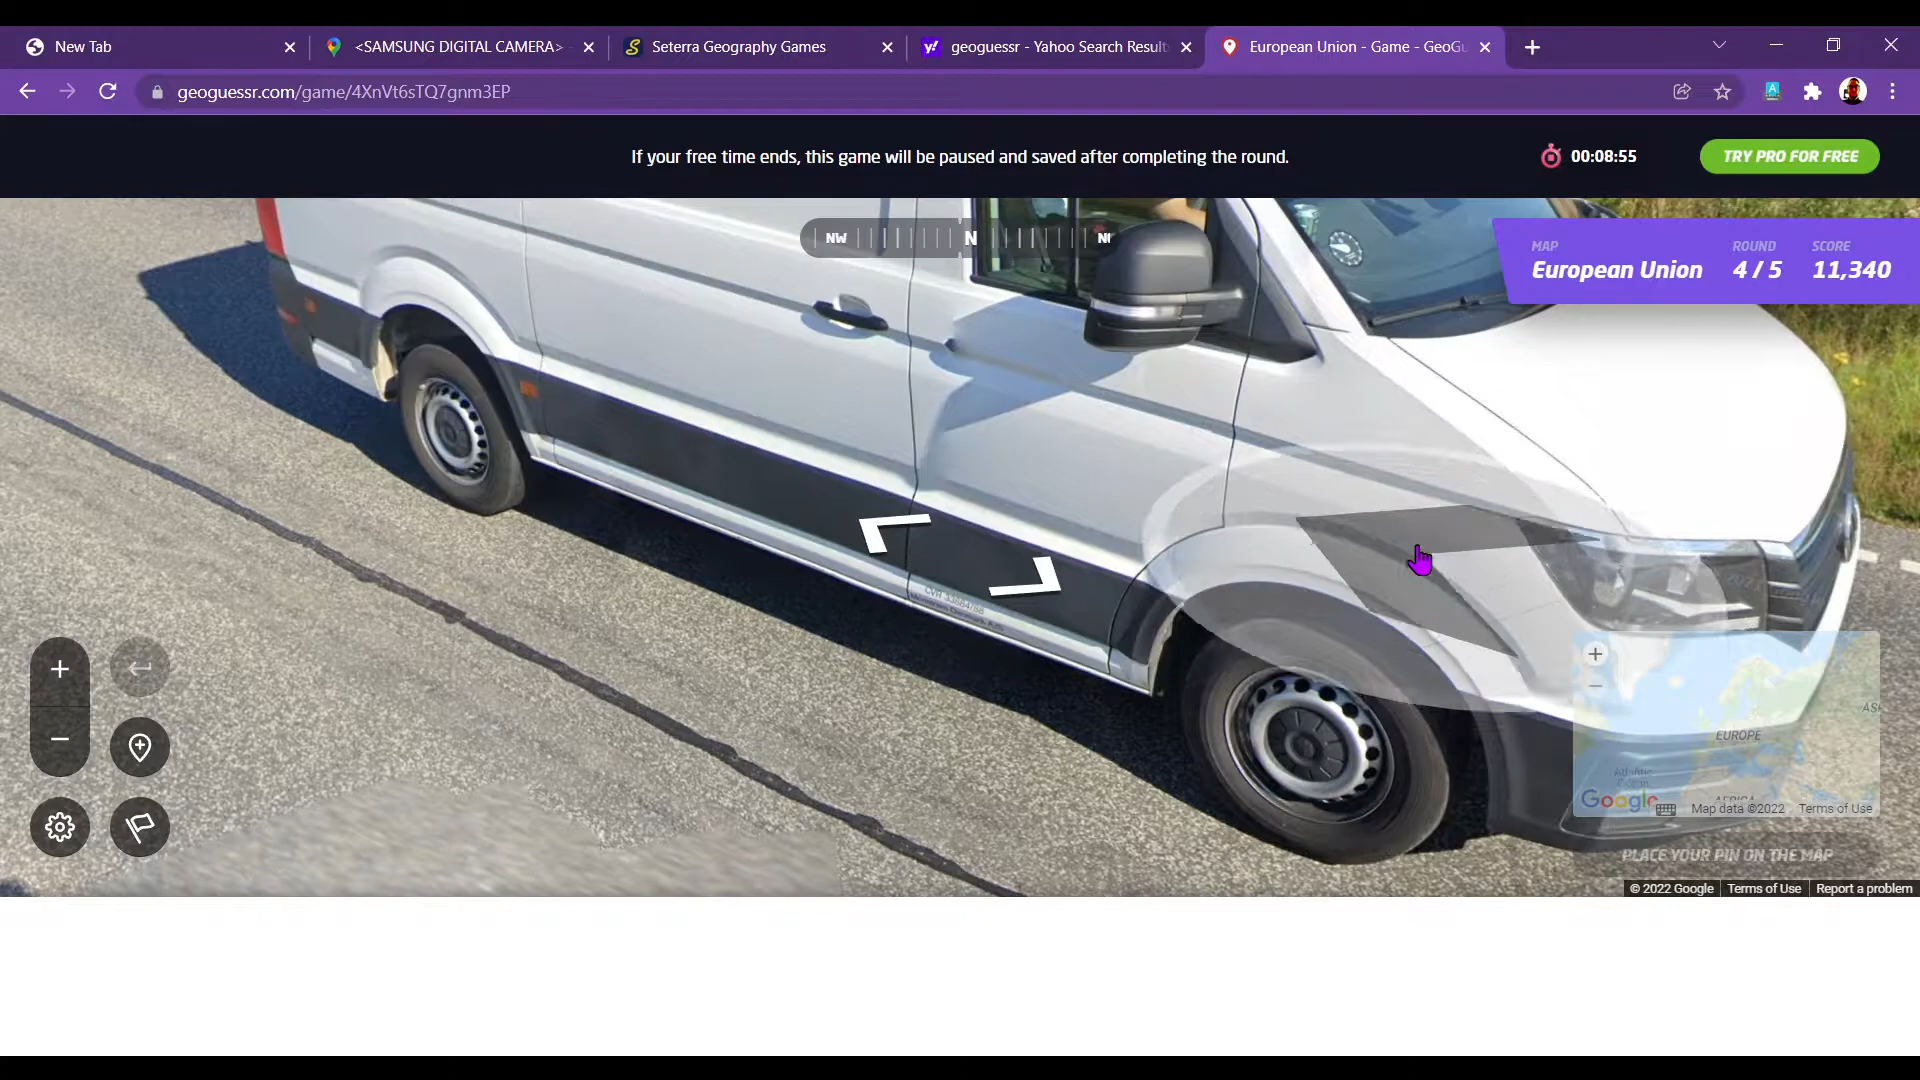 New Tab
<SAMSUNG DIGITAL CAMERA>
Seterra Geography Games
geoguessr - Yahoo Search Result
European Union - Game - GeoGu
geoguessr.com/game/4XnVt6sTQ7gnm3EP
If your free time ends, this game will be paused and saved after completing the round.
00:08:55
TRY PRO FOR FREE
NW
N
MAP
European Union
ROUND
4 / 5
SCORE
11,340
EUROPE
Atlantic
AFRICA
Google
Map data ©2022
Terms of Use
PLACE YOUR PIN ON THE MAP
© 2022 Google
Terms of Use
Report a problem